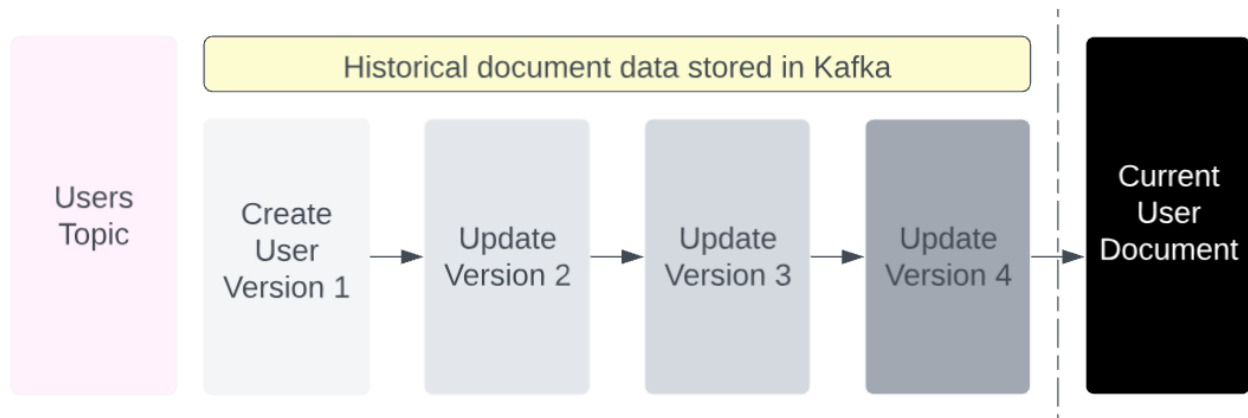 Users
Topic
Historical document data stored in Kafka
Create
User
Version 1
Update
Version 2
Update
Version 3
Update
Version 4
Current
User
Document